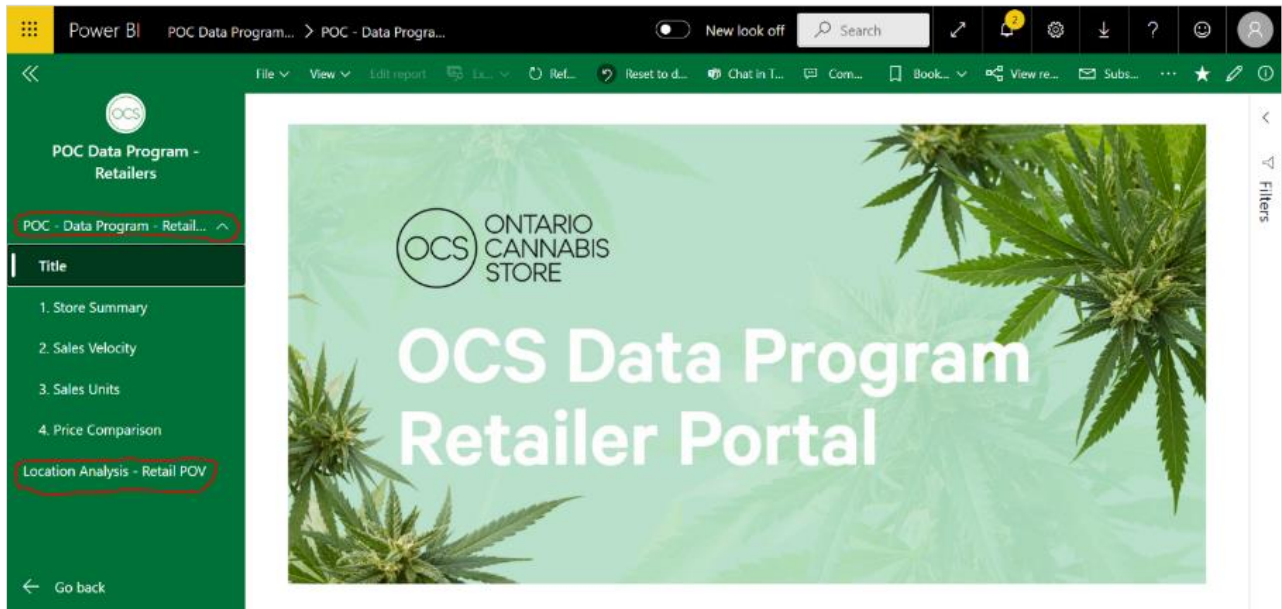 Power BI POC Data Program... > POC - Data Progra... New look off Search 2
File View Edit report Ex... Ref... Reset to d... Chat in T... Com... Book... View re... Subs... ...
OCS
POC Data Program -
Retailers
POC - Data Program - Retail...
Title
1. Store Summary
2. Sales Velocity
3. Sales Units
4. Price Comparison
Location Analysis - Retail POV
Go back
OCS
ONTARIO
CANNABIS
STORE
OCS Data Program
Retailer Portal
Filters